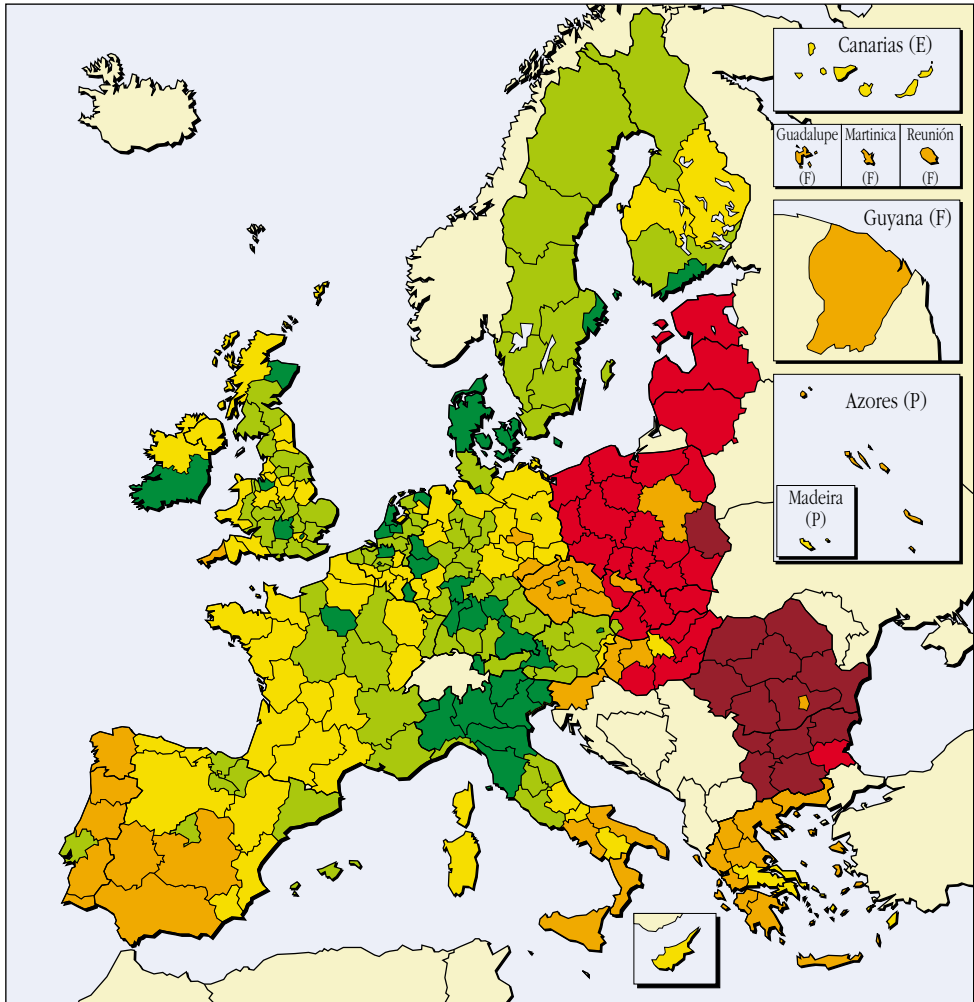 Canarias (E)
Guadalupe
(F)
Martinica
(F)
Reunión
(F)
Guyana (F)
Azores (P)
Madeira
(P)